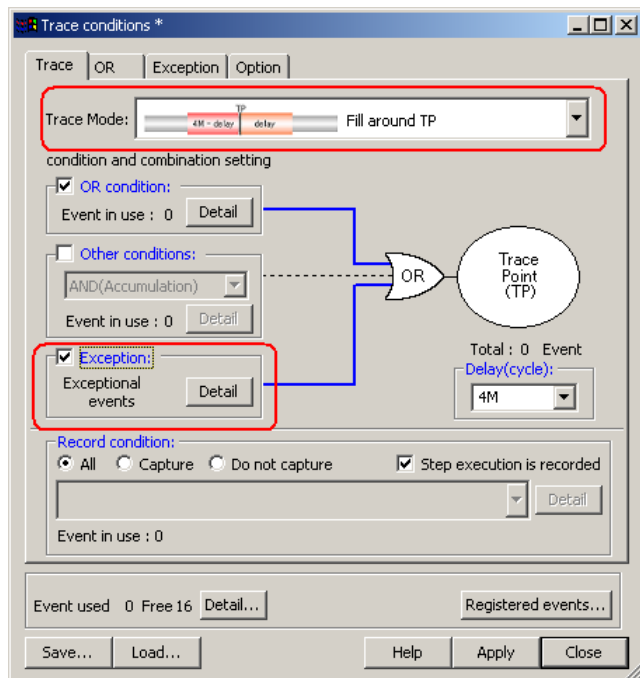 Trace conditions *
Trace OR Exception Option
Trace Mode: TP 4M - delay delay Fill around TP
condition and combination setting
OR condition:
Event in use : 0 Detail
Other conditions:
AND(Accumulation)
Event in use : 0 Detail
OR
Trace
Point
(TP)
Exception:
Exceptional
events
Detail
Total : 0 Event
Delay(cycle):
4M
Record condition:
All Capture Do not capture Step execution is recorded
Detail
Event in use : 0
Event used 0 Free 16 Detail... Registered events...
Save... Load... Help Apply Close